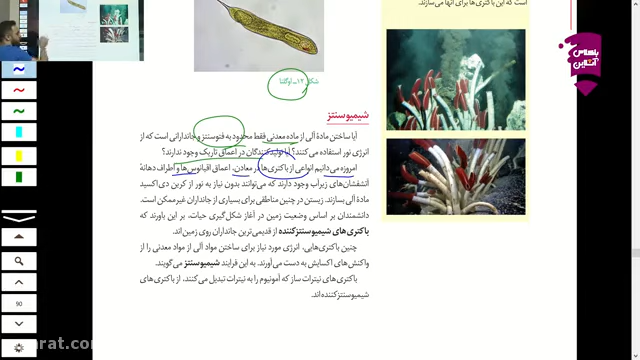 است که این باکتری‌ها برای آنها می‌سازند.
پلاس آنلاین
شکل ۱۲ـ اوگلنا
شیمیوسنتز
آیا ساختن مادهٔ آلی از ماده معدنی فقط محدود به فتوسنتز و جاندارانی است که از
انرژی نور استفاده می‌کنند؟ آیا تولیدکنندگان در اعماق تاریک وجود ندارند؟
امروزه می‌دانیم انواعی از باکتری‌ها در معادن، اعماق اقیانوس‌ها و اطراف دهانهٔ
آتشفشان‌های زیرآب وجود دارند که می‌توانند بدون نیاز به نور از کربن دی‌اکسید
مادهٔ آلی بسازند. زیستن در چنین مناطقی برای بسیاری از جانداران غیرممکن است.
دانشمندان بر اساس وضعیت زمین در آغاز شکل‌گیری حیات، بر این باورند که
باکتری‌های شیمیوسنتزکننده از قدیمی‌ترین جانداران روی زمین‌اند.
چنین باکتری‌هایی، انرژی مورد نیاز برای ساختن مواد آلی از مواد معدنی را از
واکنش‌های اکسایش به دست می‌آورند. به این فرایند شیمیوسنتز می‌گویند.
باکتری‌های نیترات ساز که آمونیوم را به نیترات تبدیل می‌کنند، از باکتری‌های
شیمیوسنتزکننده‌اند.
90
arat.com